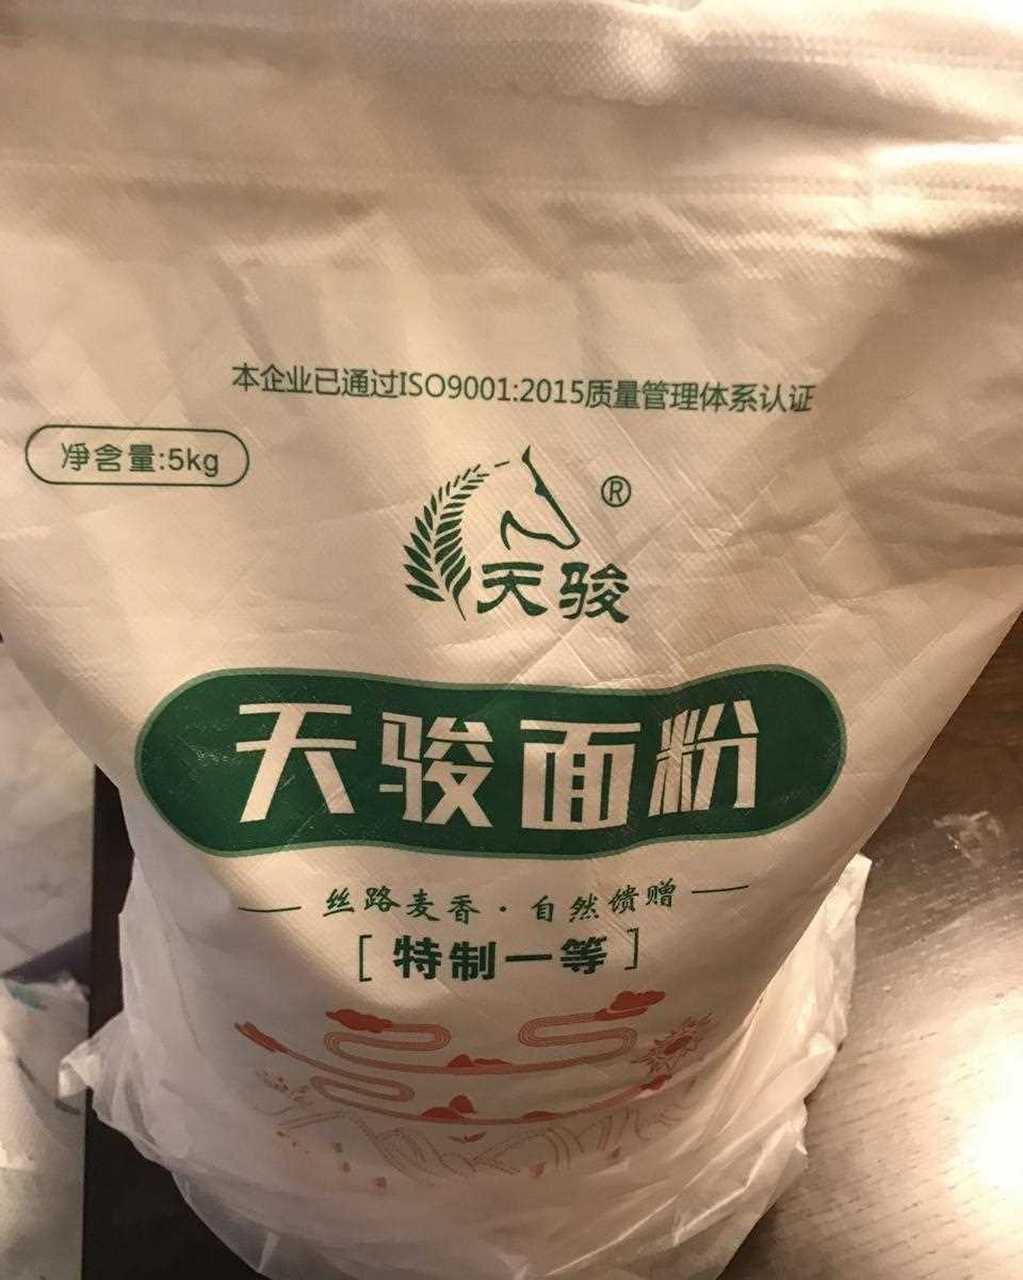 本企业已通过ISO9001:2015质量管理体系认证
净含量:5kg
®
天骏
天骏面粉
丝路麦香·自然馈赠
[特制一等]